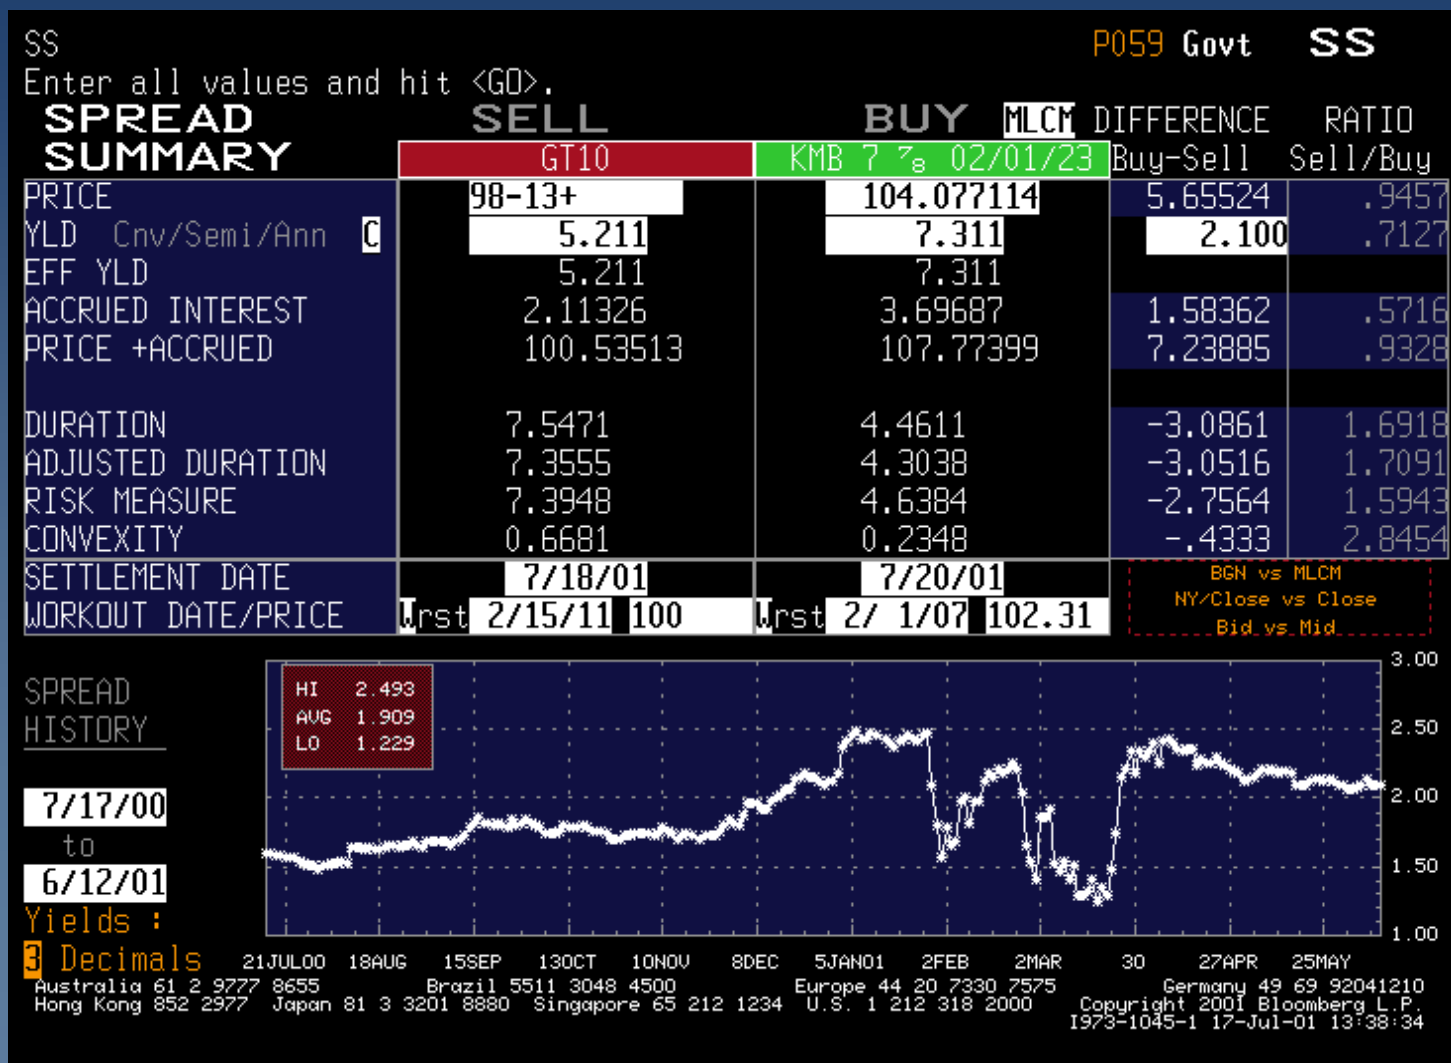 SS P059 Govt SS
Enter all values and hit <GO>.
SPREAD SELL BUY MLCM DIFFERENCE RATIO
SUMMARY GT10 KMB 7 ⅞ 02/01/23 Buy-Sell Sell/Buy
PRICE 98-13+ 104.077114 5.65524 .9457
YLD Cnv/Semi/Ann C 5.211 7.311 2.100 .7127
EFF YLD 5.211 7.311
ACCRUED INTEREST 2.11326 3.69687 1.58362 .5716
PRICE +ACCRUED 100.53513 107.77399 7.23885 .9328
DURATION 7.5471 4.4611 -3.0861 1.6918
ADJUSTED DURATION 7.3555 4.3038 -3.0516 1.7091
RISK MEASURE 7.3948 4.6384 -2.7564 1.5943
CONVEXITY 0.6681 0.2348 -.4333 2.8454
SETTLEMENT DATE 7/18/01 7/20/01 BGN vs MLCM
NY/Close vs Close
WORKOUT DATE/PRICE Wrst 2/15/11 100 Wrst 2/ 1/07 102.31
Bid vs Mid
3.00
SPREAD HI 2.493
HISTORY AVG 1.909 2.50
LO 1.229
7/17/00 2.00
to
6/12/01 1.50
Yields :
1.00
3 Decimals 21JUL00 18AUG 15SEP 13OCT 10NOV 8DEC 5JAN01 2FEB 2MAR 30 27APR 25MAY
Australia 61 2 9777 8655 Brazil 5511 3048 4500 Europe 44 20 7330 7575 Germany 49 69 92041210
Hong Kong 852 2977 Japan 81 3 3201 8880 Singapore 65 212 1234 U.S. 1 212 318 2000 Copyright 2001 Bloomberg L.P.
I973-1045-1 17-Jul-01 13:38:34